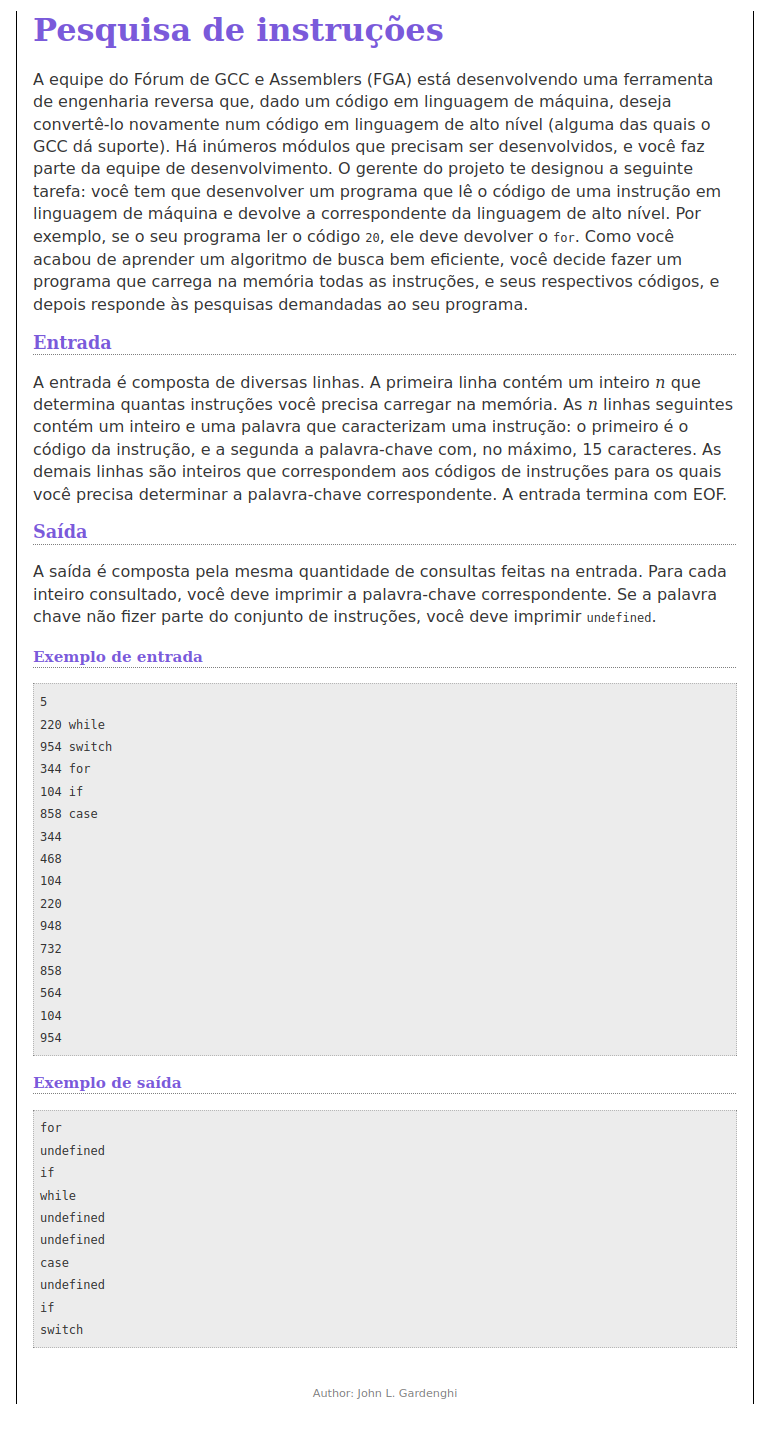 Pesquisa de instruções
A equipe do Fórum de GCC e Assemblers (FGA) está desenvolvendo uma ferramenta
de engenharia reversa que, dado um código em linguagem de máquina, deseja
convertê-lo novamente num código em linguagem de alto nível (alguma das quais o
GCC dá suporte). Há inúmeros módulos que precisam ser desenvolvidos, e você faz
parte da equipe de desenvolvimento. O gerente do projeto te designou a seguinte
tarefa: você tem que desenvolver um programa que lê o código de uma instrução em
linguagem de máquina e devolve a correspondente da linguagem de alto nível. Por
exemplo, se o seu programa ler o código 20, ele deve devolver o for. Como você
acabou de aprender um algoritmo de busca bem eficiente, você decide fazer um
programa que carrega na memória todas as instruções, e seus respectivos códigos, e
depois responde às pesquisas demandadas ao seu programa.
Entrada
A entrada é composta de diversas linhas. A primeira linha contém um inteiro n que
determina quantas instruções você precisa carregar na memória. As n linhas seguintes
contém um inteiro e uma palavra que caracterizam uma instrução: o primeiro é o
código da instrução, e a segunda a palavra-chave com, no máximo, 15 caracteres. As
demais linhas são inteiros que correspondem aos códigos de instruções para os quais
você precisa determinar a palavra-chave correspondente. A entrada termina com EOF.
Saída
A saída é composta pela mesma quantidade de consultas feitas na entrada. Para cada
inteiro consultado, você deve imprimir a palavra-chave correspondente. Se a palavra
chave não fizer parte do conjunto de instruções, você deve imprimir undefined.
Exemplo de entrada
5
220 while
954 switch
344 for
104 if
858 case
344
468
104
220
948
732
858
564
104
954
Exemplo de saída
for
undefined
if
while
undefined
undefined
case
undefined
if
switch
Author: John L. Gardenghi